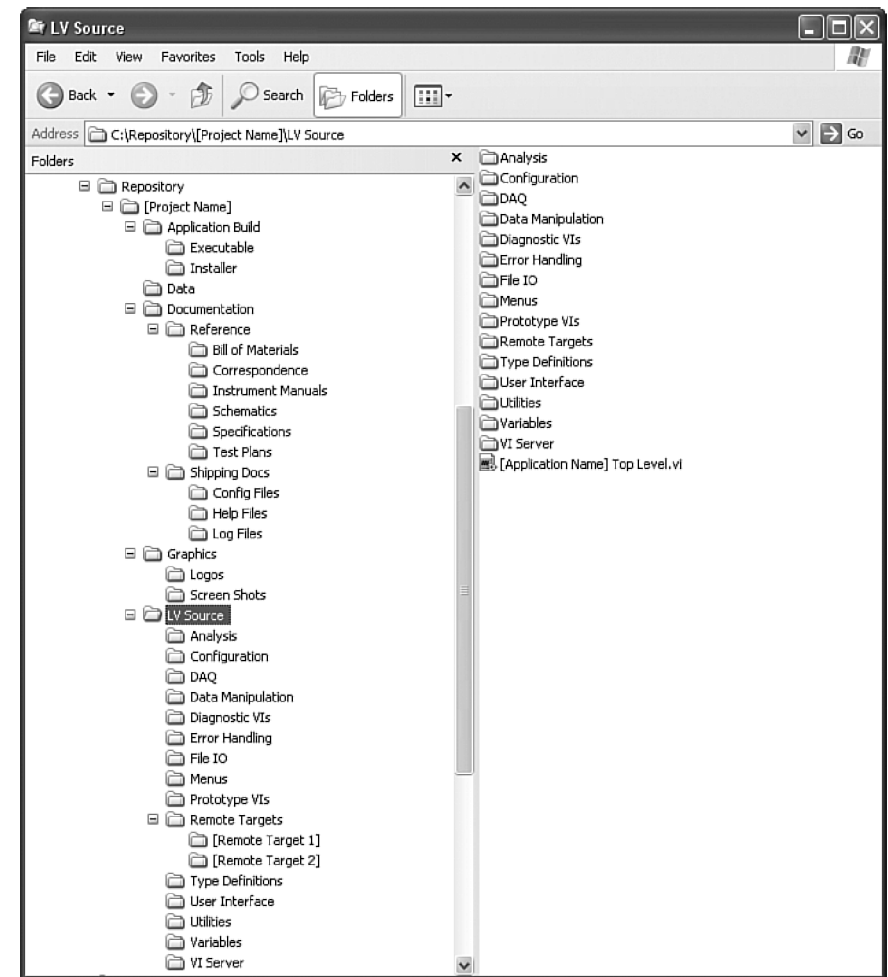 LV Source
File Edit View Favorites Tools Help
Back Search Folders
Address C:\Repository\[Project Name]\LV Source Go
Folders
Repository
[Project Name]
Application Build
Executable
Installer
Data
Documentation
Reference
Bill of Materials
Correspondence
Instrument Manuals
Schematics
Specifications
Test Plans
Shipping Docs
Config Files
Help Files
Log Files
Graphics
Logos
Screen Shots
LV Source
Analysis
Configuration
DAQ
Data Manipulation
Diagnostic VIs
Error Handling
File IO
Menus
Prototype VIs
Remote Targets
[Remote Target 1]
[Remote Target 2]
Type Definitions
User Interface
Utilities
Variables
VI Server
Analysis
Configuration
DAQ
Data Manipulation
Diagnostic VIs
Error Handling
File IO
Menus
Prototype VIs
Remote Targets
Type Definitions
User Interface
Utilities
Variables
VI Server
[Application Name] Top Level.vi